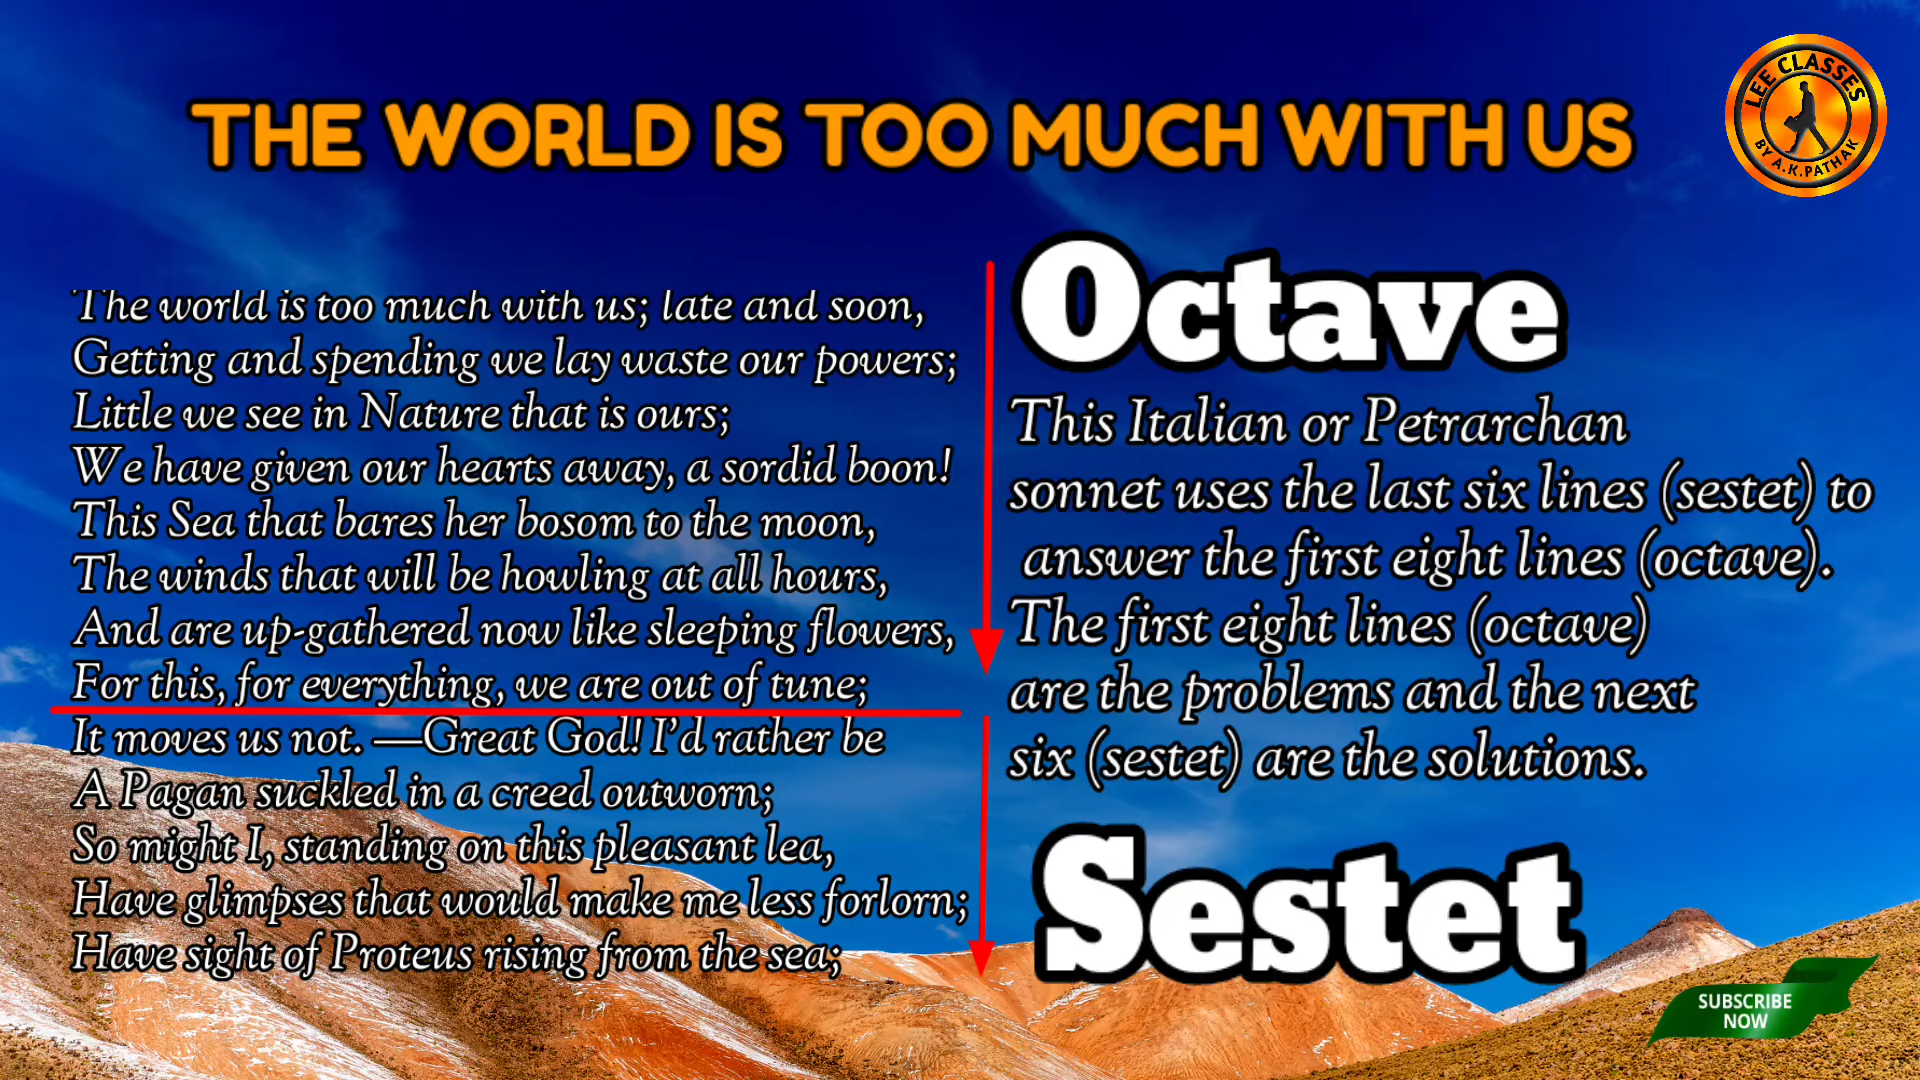 THE WORLD IS TOO MUCH WITH US
LEE CLASSES
BY A.K.PATHAK
The world is too much with us; late and soon,
Getting and spending we lay waste our powers;
Little we see in Nature that is ours;
We have given our hearts away, a sordid boon!
This Sea that bares her bosom to the moon,
The winds that will be howling at all hours,
And are up-gathered now like sleeping flowers,
For this, for everything, we are out of tune;
It moves us not. —Great God! I’d rather be
A Pagan suckled in a creed outworn;
So might I, standing on this pleasant lea,
Have glimpses that would make me less forlorn;
Have sight of Proteus rising from the sea;
Octave
This Italian or Petrarchan
sonnet uses the last six lines (sestet) to
answer the first eight lines (octave).
The first eight lines (octave)
are the problems and the next
six (sestet) are the solutions.
Sestet
SUBSCRIBE
NOW